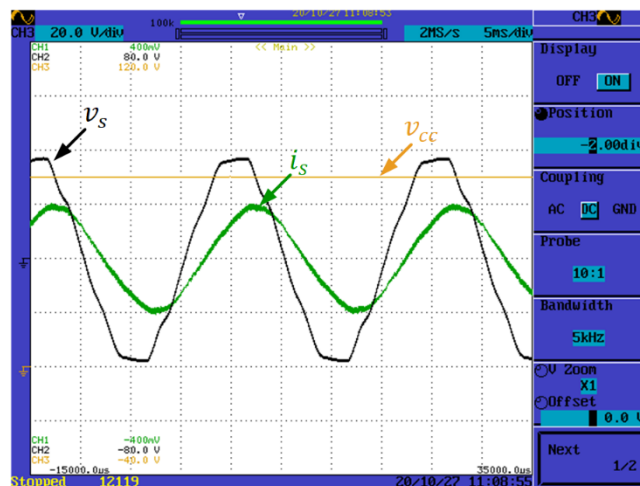 100k 20/10/27 11:08:53
CH3 20.0 V/div 2MS/s 5ms/div
CH1 400mV << Main >>
CH2 80.0 V
CH3 120.0 V
v_s
v_cc
i_s
CH1 -400mV
CH2 -80.0 V
CH3 -40.0 V
-15000.0us 35000.0us
Stopped 12119 20/10/27 11:08:55
CH3
Display
OFF ON
Position
-2.00div
Coupling
AC DC GND
Probe
10:1
Bandwidth
5kHz
V Zoom
X1
Offset
0.0 V
Next
1/2